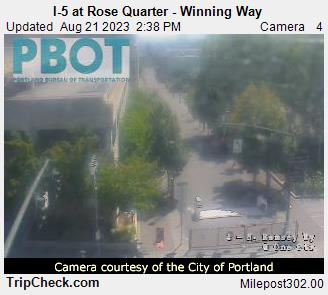 I-5 at Rose Quarter - Winning Way
Updated Aug 21 2023 2:38 PM Camera 4
PBOT
PORTLAND BUREAU OF TRANSPORTATION
Ramsey
Camera courtesy of the City of Portland
TripCheck.com Milepost302.00